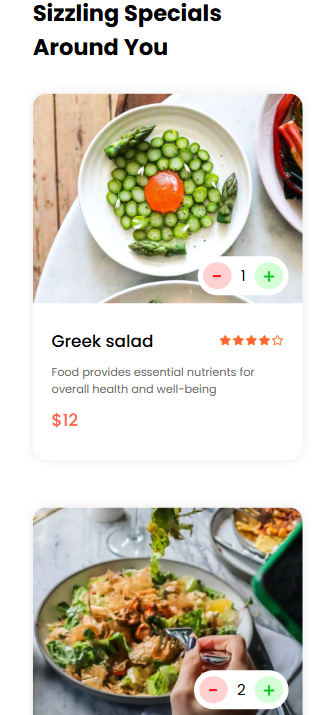 Sizzling Specials
Around You
- 1 +
Greek salad
Food provides essential nutrients for
overall health and well-being
$12
- 2 +